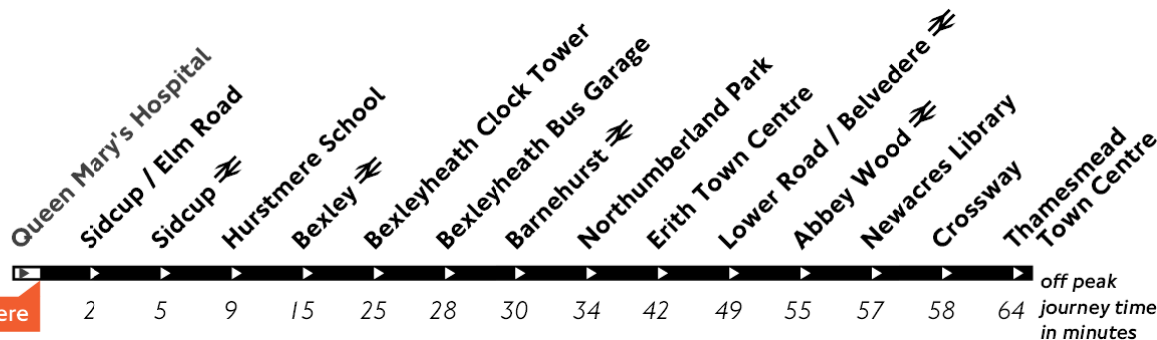 Queen Mary's Hospital
Sidcup / Elm Road
Sidcup
Hurstmere School
Bexley
Bexleyheath Clock Tower
Bexleyheath Bus Garage
Barnehurst
Northumberland Park
Erith Town Centre
Lower Road / Belvedere
Abbey Wood
Newacres Library
Crossway
Thamesmead
Town Centre
ere 2 5 9 15 25 28 30 34 42 49 55 57 58 64
off peak
journey time
in minutes